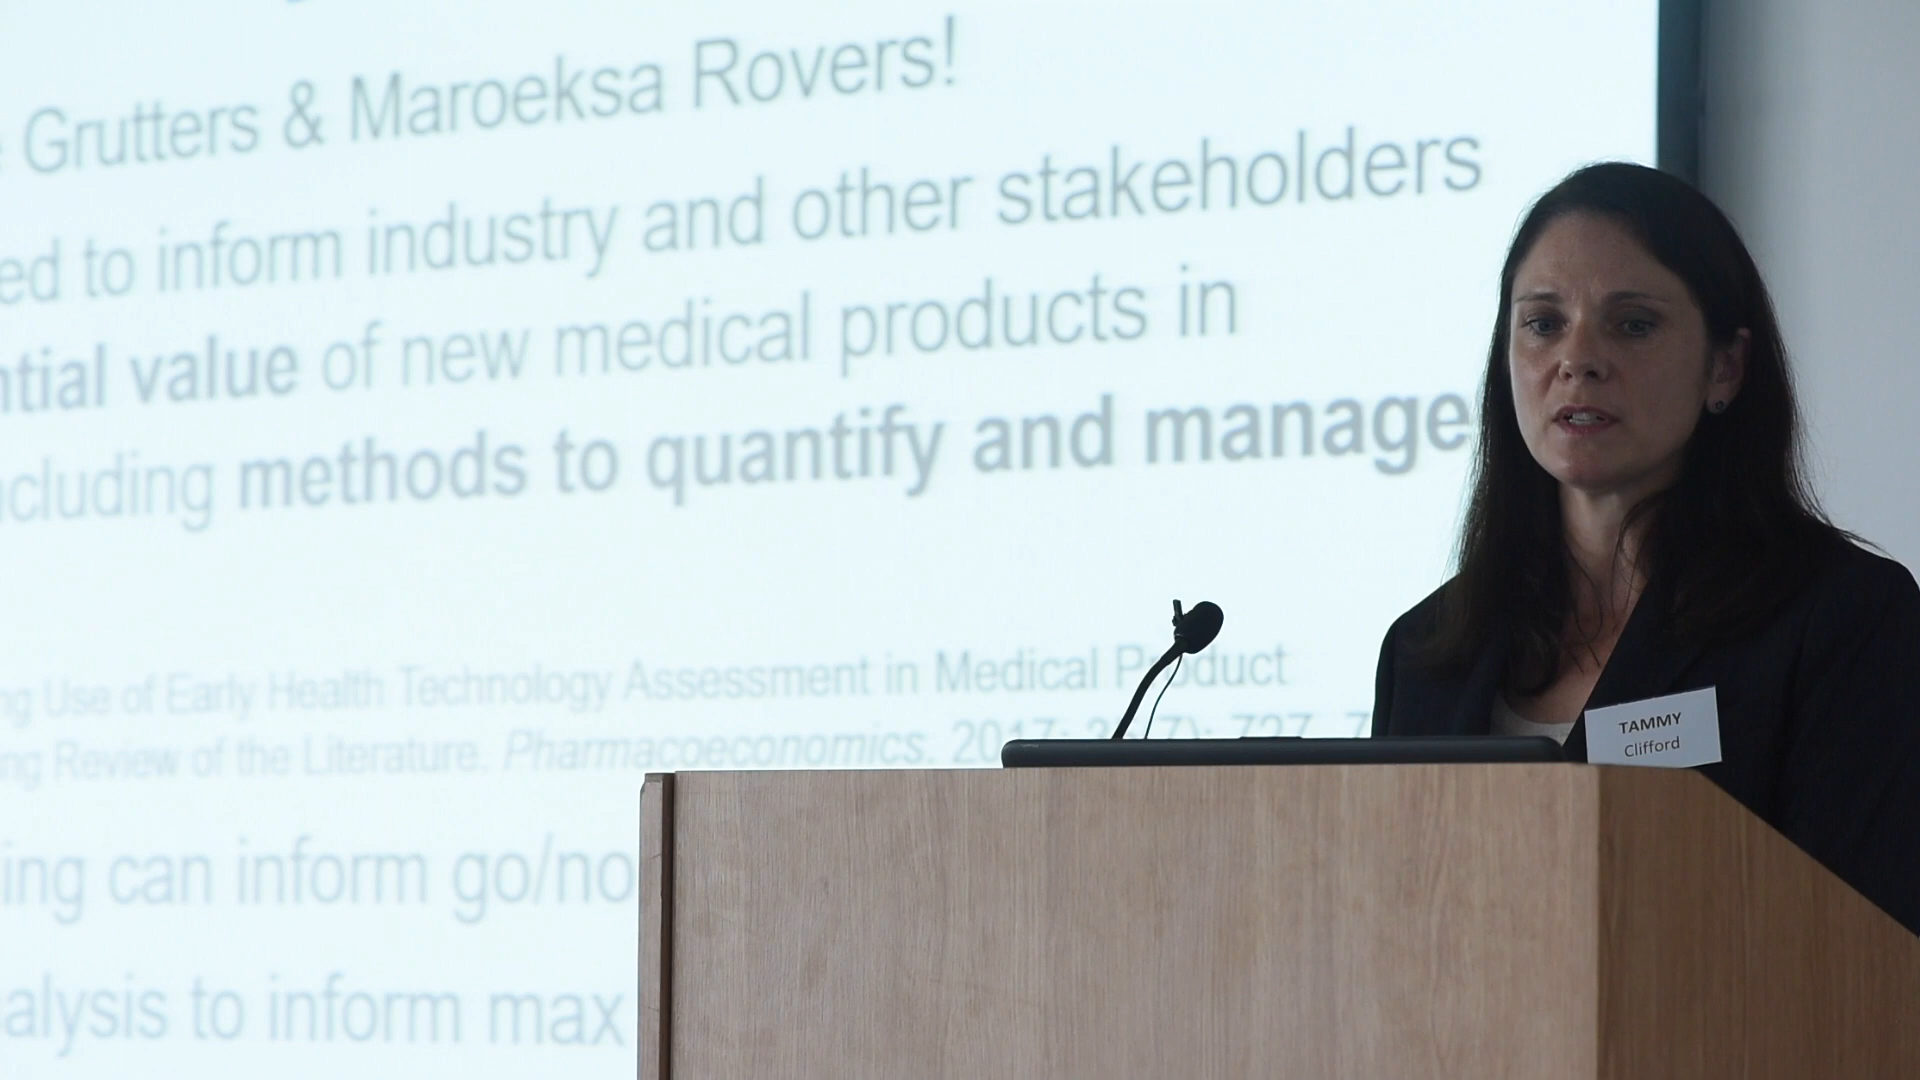 Grutters & Maroeksa Rovers!
ed to inform industry and other stakeholders
ntial value of new medical products in
cluding methods to quantify and manage
ng Use of Early Health Technology Assessment in Medical Product
ng Review of the Literature. Pharmacoeconomics. 2017;
ing can inform go/no
alysis to inform max
TAMMY
Clifford